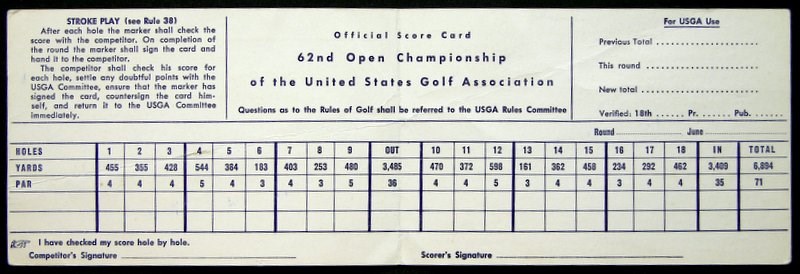 STROKE PLAY (see Rule 38)
After each hole the marker shall check the
score with the competitor. On completion
of the round the marker shall sign the card and
hand it to the competitor.
The competitor shall check his score for
each hole, settle any doubtful points with the
USGA Committee, ensure that the marker has
signed the card, countersign the card him-
self, and return it to the USGA Committee
immediately.
Official Score Card
62nd Open Championship
of the United States Golf Association
Questions as to the Rules of Golf shall be referred to the USGA Rules Committee
For USGA Use
Previous Total ......................
This round ......................
New total ......................
Verified: 18th ...... Pr. ...... Pub. ......
Round ____________ June ____________
HOLES 1 2 3 4 5 6 7 8 9 OUT 10 11 12 13 14 15 16 17 18 IN TOTAL
YARDS 455 355 428 544 384 183 403 253 480 3,485 470 372 598 161 362 458 234 292 462 3,409 6,894
PAR 4 4 4 5 4 3 4 3 5 36 4 4 5 3 4 4 3 4 4 35 71
I have checked my score hole by hole.
Competitor's Signature ____________ Scorer's Signature ____________